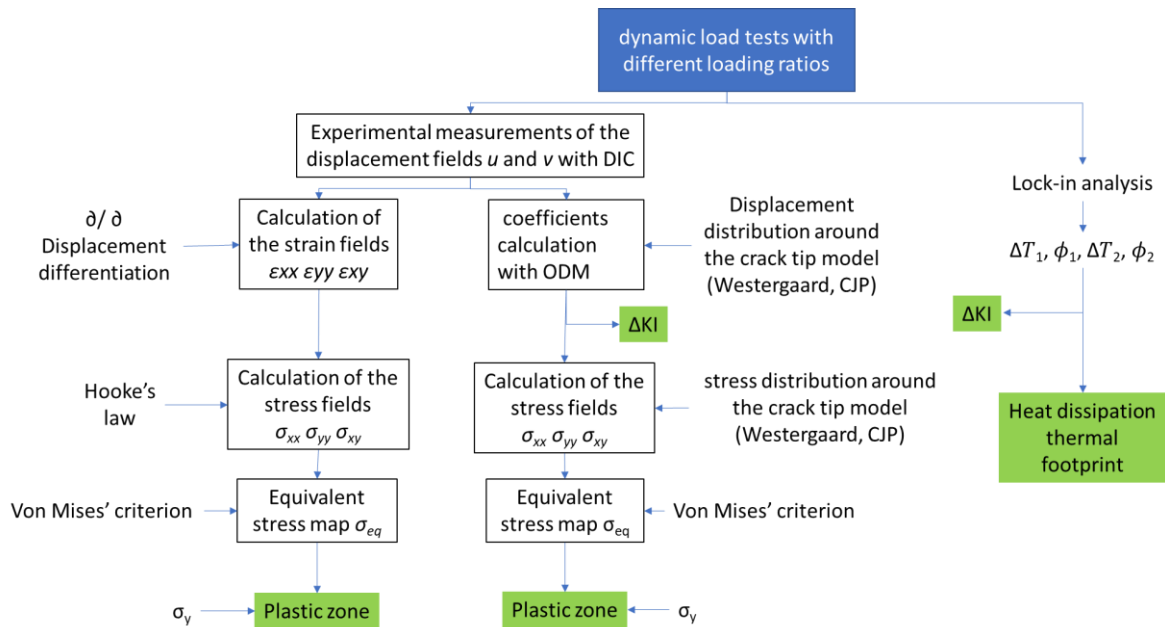 dynamic load tests with
different loading ratios
Experimental measurements of the
displacement fields u and v with DIC
Lock-in analysis
∂/ ∂
Displacement
differentiation
Calculation of
the strain fields
εxx εyy εxy
coefficients
calculation
with ODM
Displacement
distribution around
the crack tip model
(Westergaard, CJP)
ΔT₁, ϕ₁, ΔT₂, ϕ₂
ΔKI
ΔKI
Hooke’s
law
Calculation of the
stress fields
σxx σyy σxy
Calculation of the
stress fields
σxx σyy σxy
stress distribution around
the crack tip model
(Westergaard, CJP)
Heat dissipation
thermal
footprint
Von Mises’ criterion
Equivalent
stress map σeq
Equivalent
stress map σeq
Von Mises’ criterion
σy
Plastic zone
Plastic zone
σy